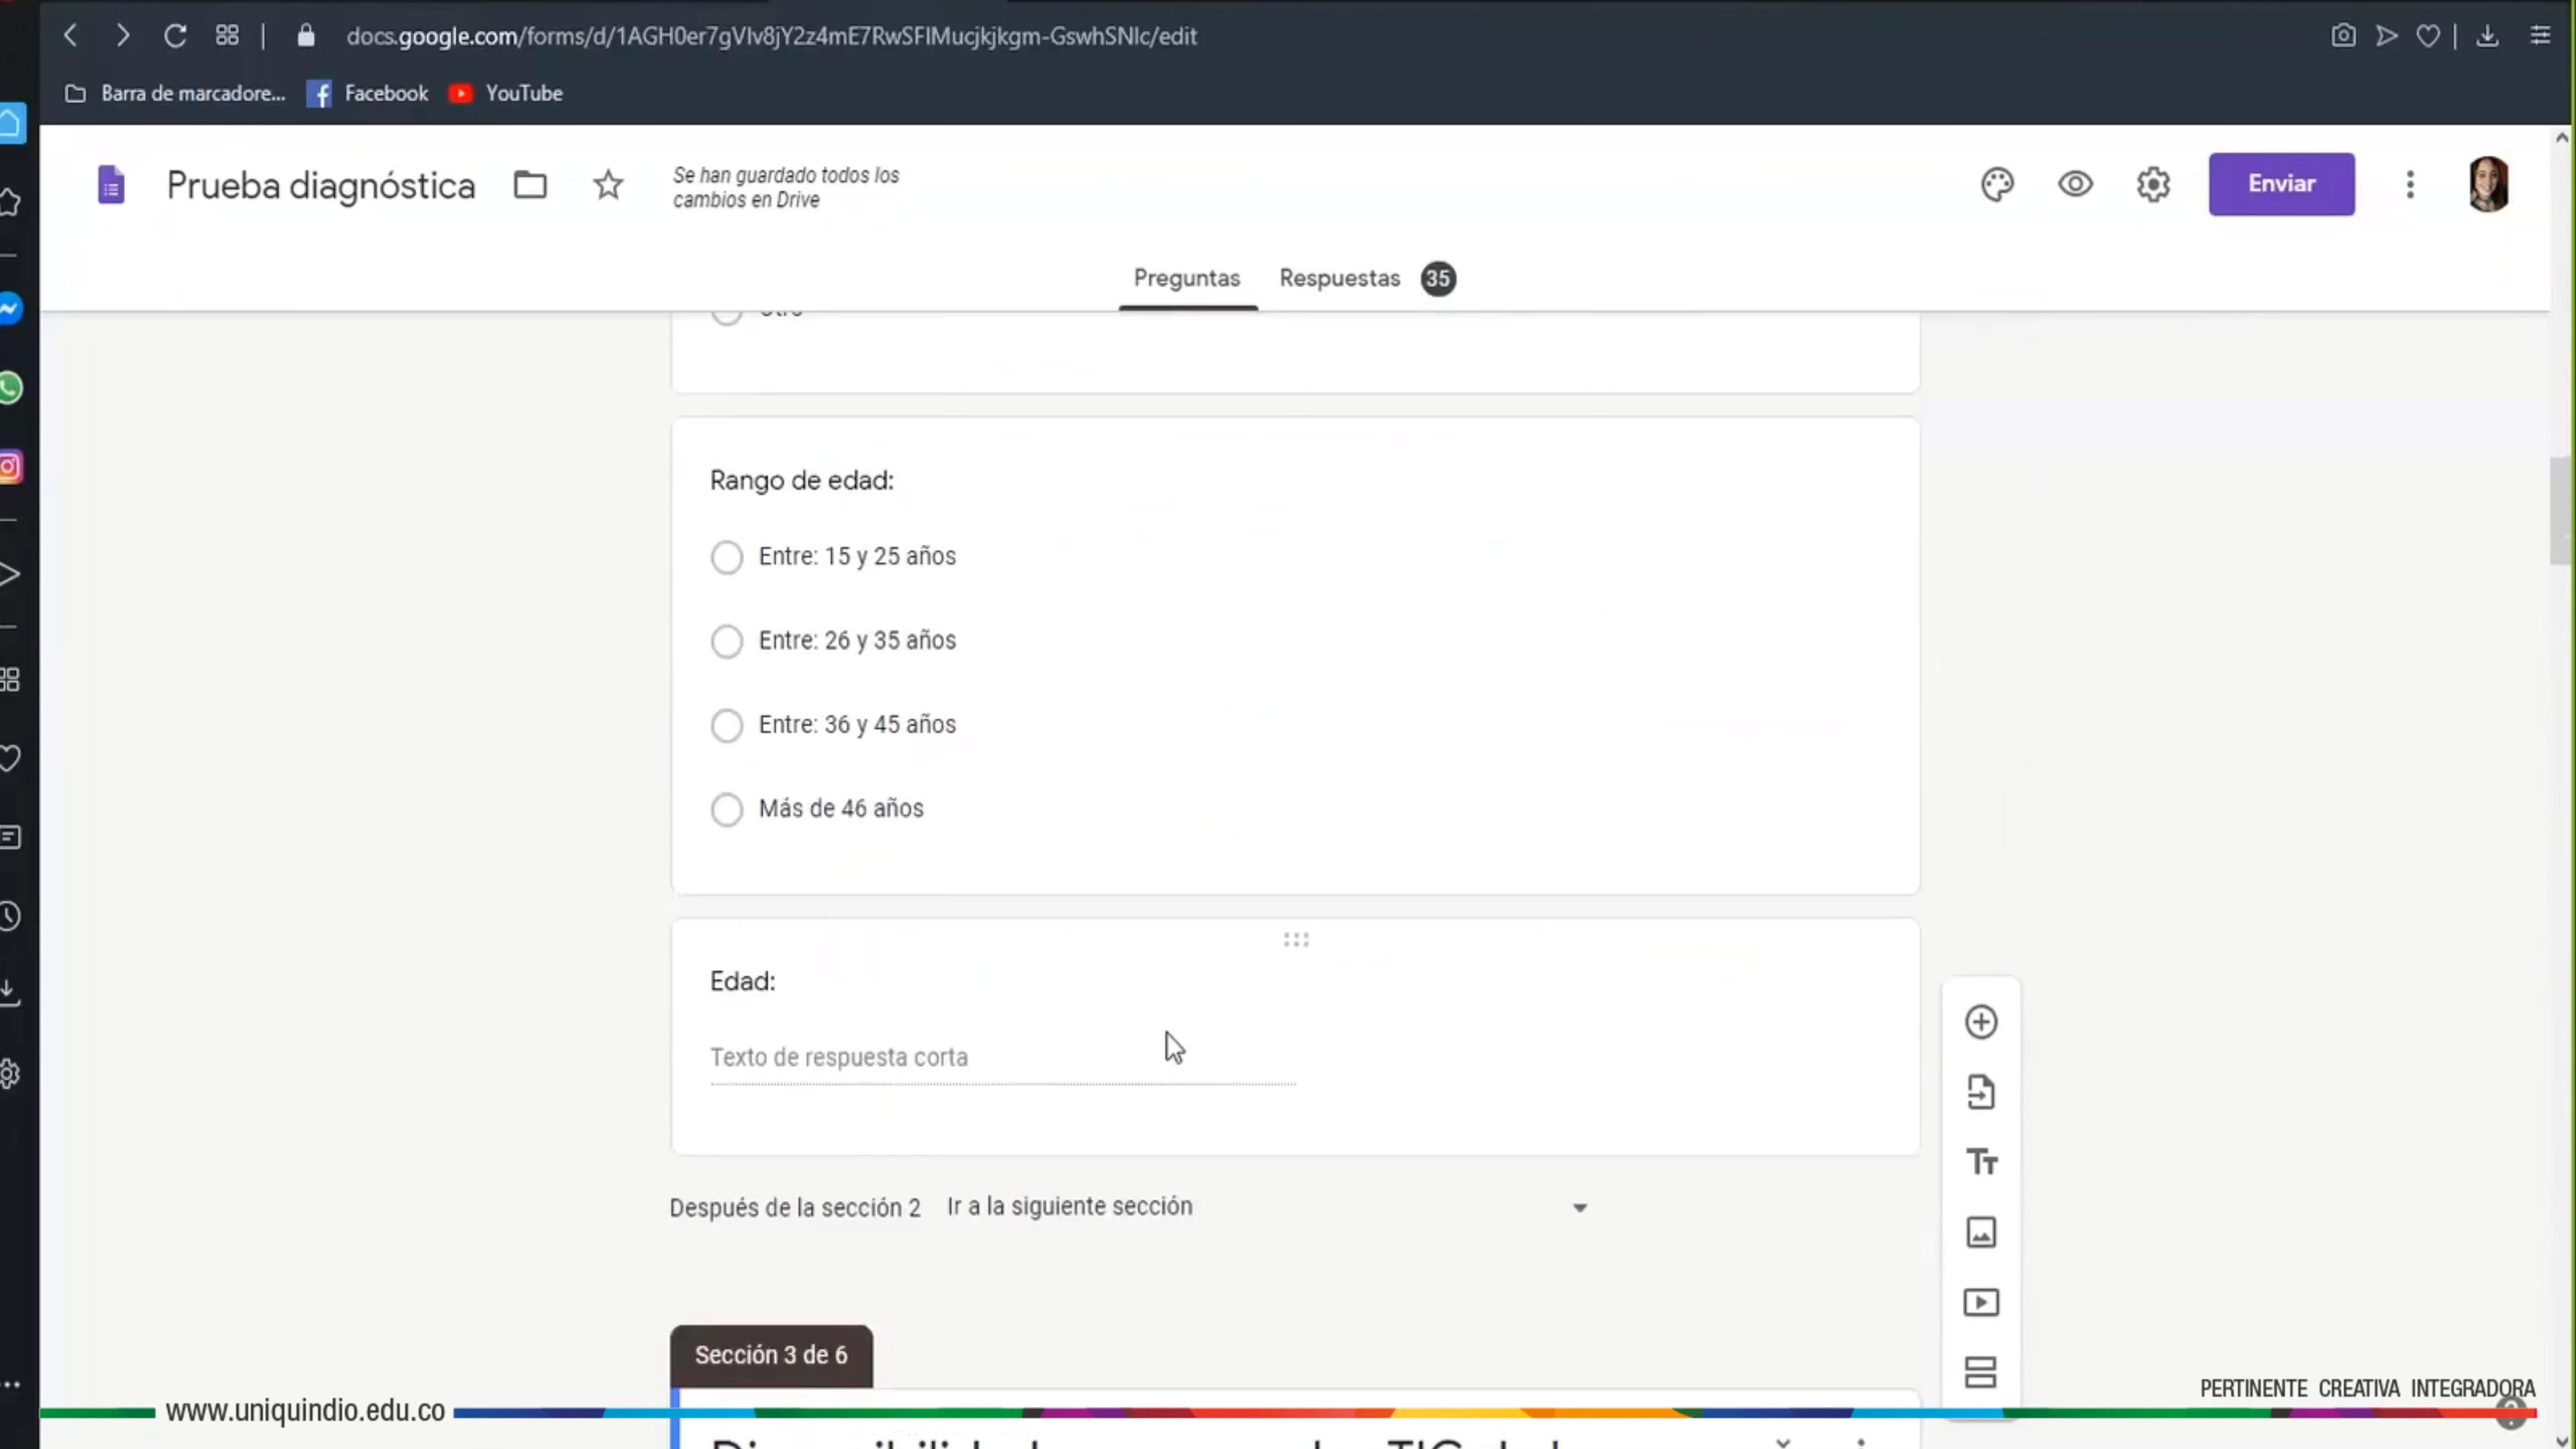 docs.google.com/forms/d/1AGH0er7gVlv8jY2z4mE7RwSFlMucjkjkgm-GswhSNlc/edit
Barra de marcadore... Facebook YouTube
Prueba diagnóstica
Se han guardado todos los
cambios en Drive
Enviar
Preguntas Respuestas 35
Rango de edad:
Entre: 15 y 25 años
Entre: 26 y 35 años
Entre: 36 y 45 años
Más de 46 años
Edad:
Texto de respuesta corta
Después de la sección 2 Ir a la siguiente sección
Sección 3 de 6
PERTINENTE CREATIVA INTEGRADORA
www.uniquindio.edu.co